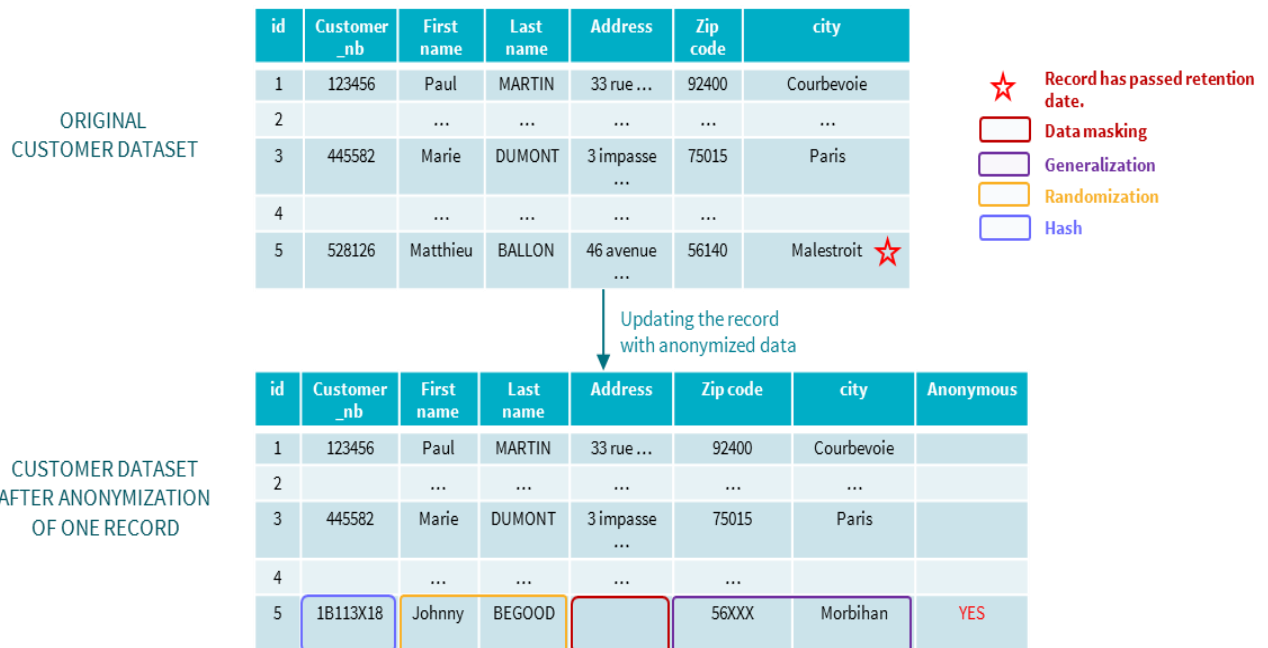 id Customer_nb First name Last name Address Zip code city
1 123456 Paul MARTIN 33 rue ... 92400 Courbevoie
2 ... ... ... ... ...
3 445582 Marie DUMONT 3 impasse ... 75015 Paris
4 ... ... ... ...
5 528126 Matthieu BALLON 46 avenue ... 56140 Malestroit
ORIGINAL
CUSTOMER DATASET
Record has passed retention
date.
Data masking
Generalization
Randomization
Hash
Updating the record
with anonymized data
id Customer_nb First name Last name Address Zip code city Anonymous
1 123456 Paul MARTIN 33 rue ... 92400 Courbevoie
2 ... ... ... ... ...
3 445582 Marie DUMONT 3 impasse ... 75015 Paris
4 ... ... ... ...
5 1B113X18 Johnny BEGOOD 56XXX Morbihan YES
CUSTOMER DATASET
AFTER ANONYMIZATION
OF ONE RECORD